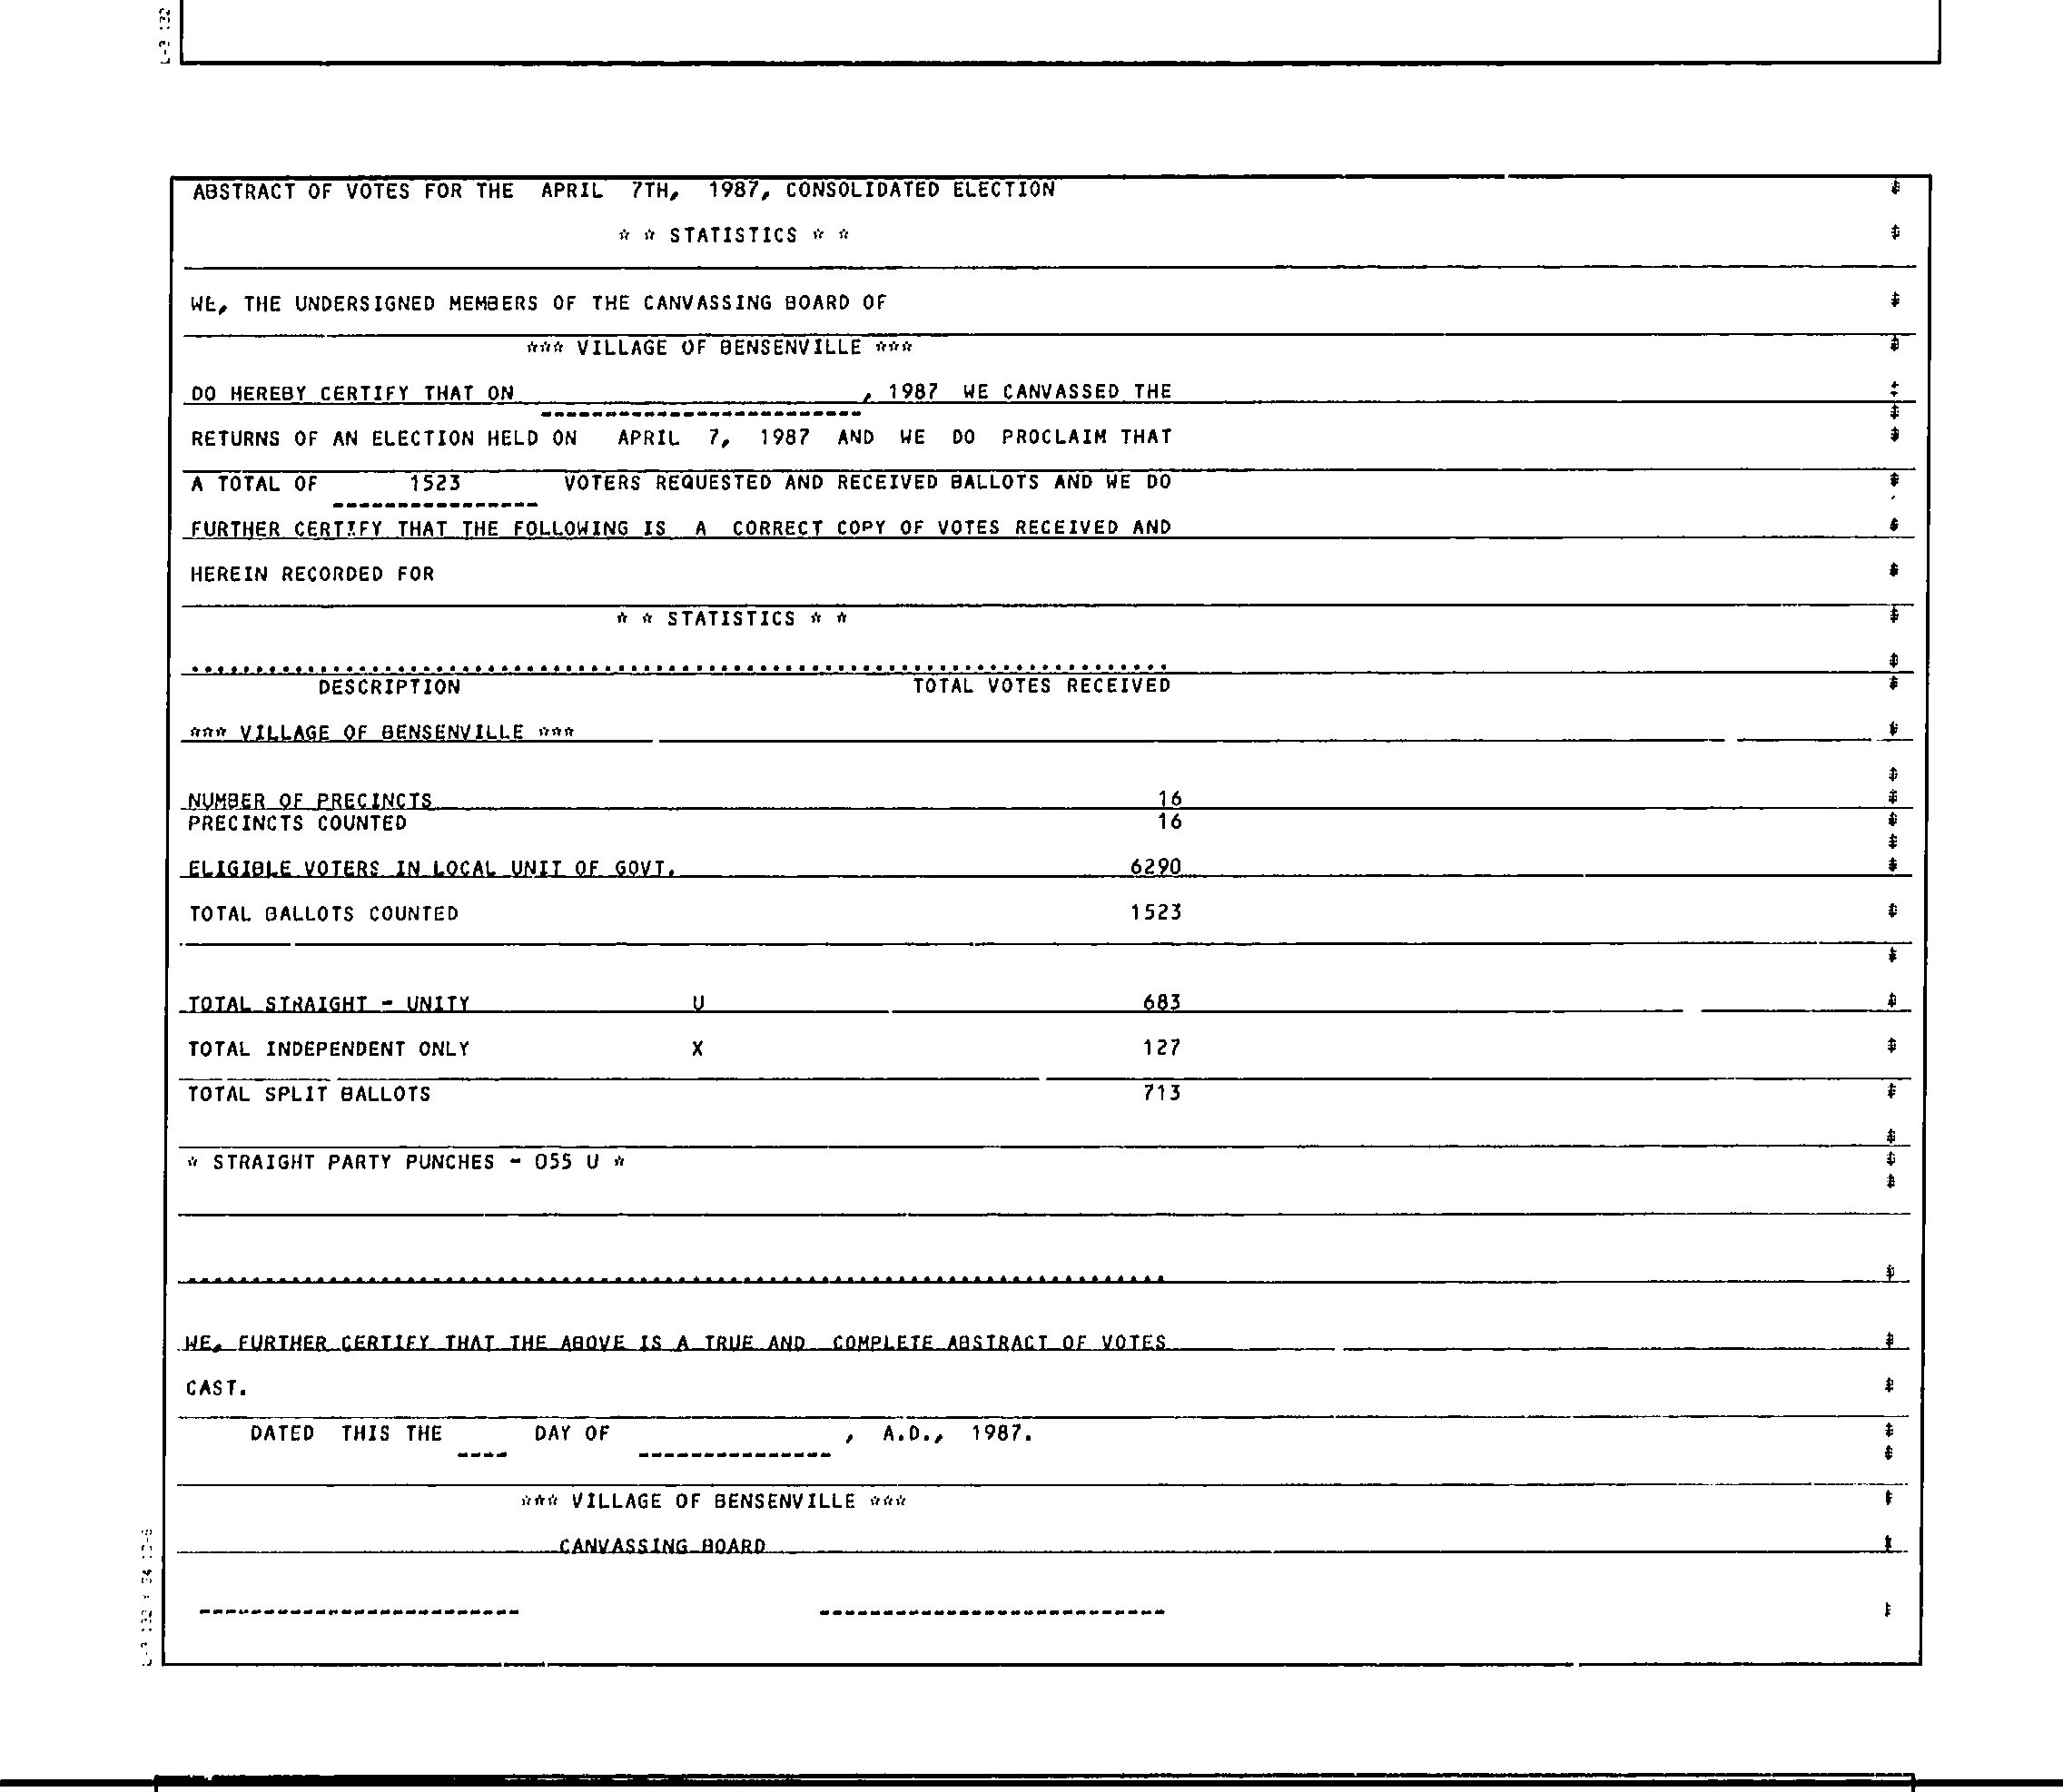 L-3 132
ABSTRACT OF VOTES FOR THE APRIL 7TH, 1987, CONSOLIDATED ELECTION
* * STATISTICS * *
WE, THE UNDERSIGNED MEMBERS OF THE CANVASSING BOARD OF
*** VILLAGE OF BENSENVILLE ***
DO HEREBY CERTIFY THAT ON , 1987 WE CANVASSED THE
RETURNS OF AN ELECTION HELD ON APRIL 7, 1987 AND WE DO PROCLAIM THAT
A TOTAL OF 1523 VOTERS REQUESTED AND RECEIVED BALLOTS AND WE DO
FURTHER CERTIFY THAT THE FOLLOWING IS A CORRECT COPY OF VOTES RECEIVED AND
HEREIN RECORDED FOR
* * STATISTICS * *
DESCRIPTION TOTAL VOTES RECEIVED
*** VILLAGE OF BENSENVILLE ***
NUMBER OF PRECINCTS 16
PRECINCTS COUNTED 16
ELIGIBLE VOTERS IN LOCAL UNIT OF GOVT. 6290
TOTAL BALLOTS COUNTED 1523
TOTAL STRAIGHT - UNITY U 683
TOTAL INDEPENDENT ONLY X 127
TOTAL SPLIT BALLOTS 713
* STRAIGHT PARTY PUNCHES - 055 U *
WE, FURTHER CERTIFY THAT THE ABOVE IS A TRUE AND COMPLETE ABSTRACT OF VOTES
CAST.
DATED THIS THE ---- DAY OF --------------- , A.D., 1987.
*** VILLAGE OF BENSENVILLE ***
CANVASSING BOARD